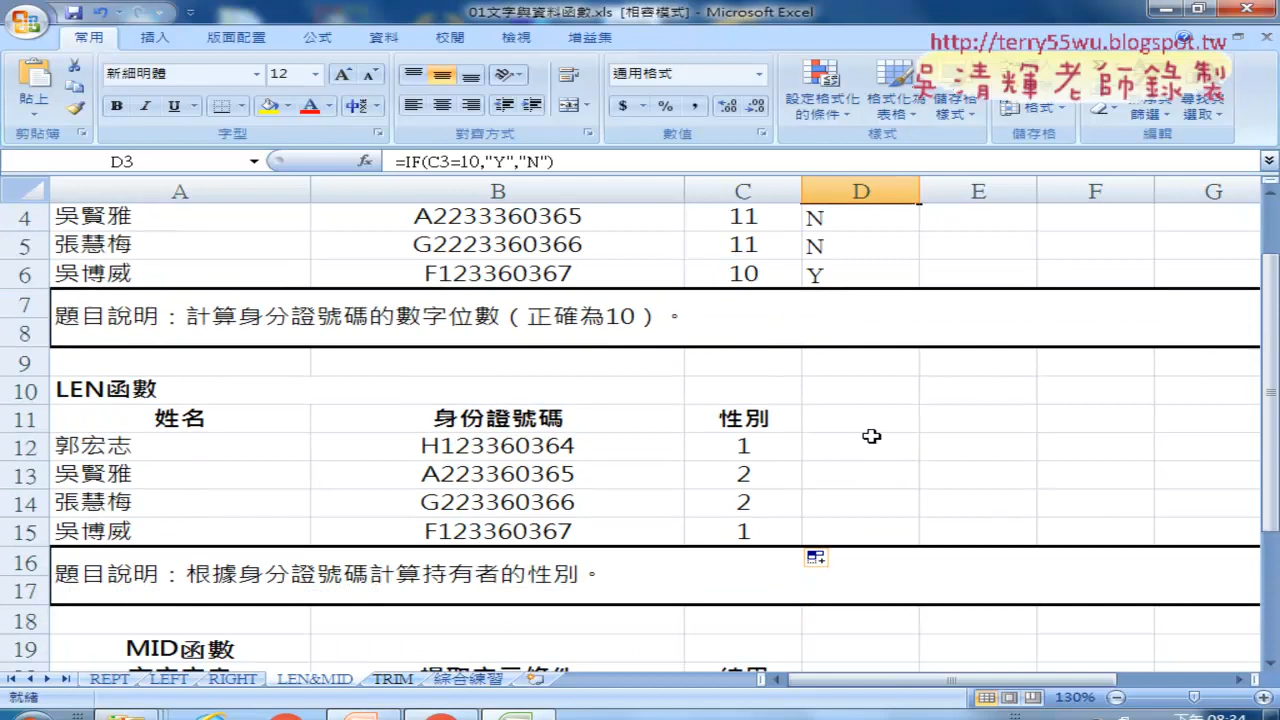 01文字與資料函數.xls [相容模式] - Microsoft Excel
常用 插入 版面配置 公式 資料 校閱 檢視 增益集
http://terry55wu.blogspot.tw
吳清輝老師錄製
新細明體 12 通用格式
貼上 B I U A 中 $ % , 設定格式化的條件 格式化為表格 儲存格樣式 格式 篩選 選取
剪貼簿 字型 對齊方式 數值 樣式 儲存格 編輯
D3 fx =IF(C3=10,"Y","N")
A B C D E F G
4 吳賢雅 A2233360365 11 N
5 張慧梅 G2223360366 11 N
6 吳博威 F123360367 10 Y
7 題目說明：計算身分證號碼的數字位數（正確為10）。
8
9
10 LEN函數
11 姓名 身份證號碼 性別
12 郭宏志 H123360364 1
13 吳賢雅 A223360365 2
14 張慧梅 G223360366 2
15 吳博威 F123360367 1
16 題目說明：根據身分證號碼計算持有者的性別。
17
18
19 MID函數
REPT LEFT RIGHT LEN&MID TRIM 綜合練習
就緒 130%